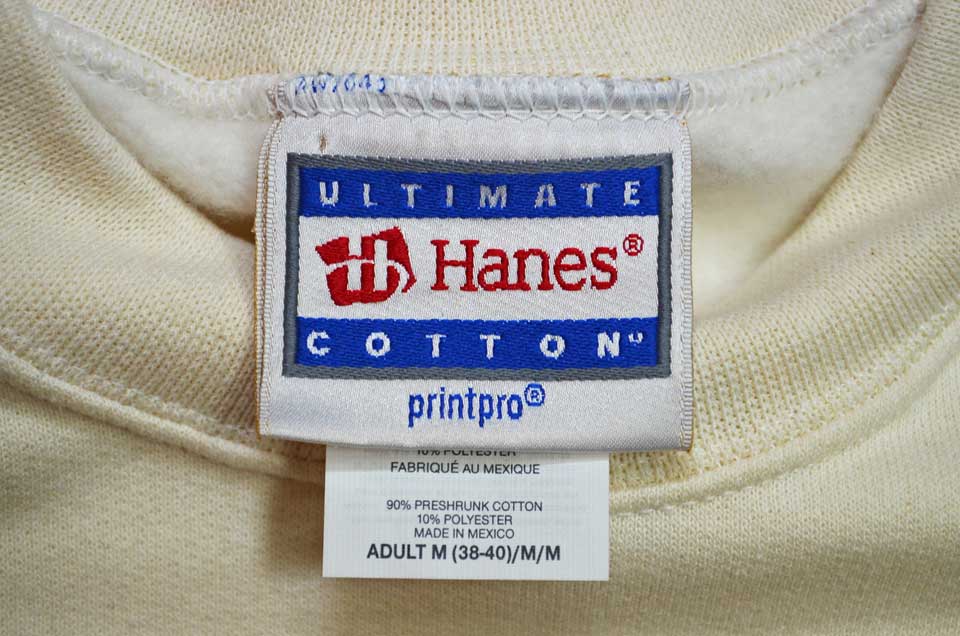 ULTIMATE
Hanes®
COTTON
printpro®
10% POLYESTER
FABRIQUÉ AU MEXIQUE
90% PRESHRUNK COTTON
10% POLYESTER
MADE IN MEXICO
ADULT M (38-40)/M/M